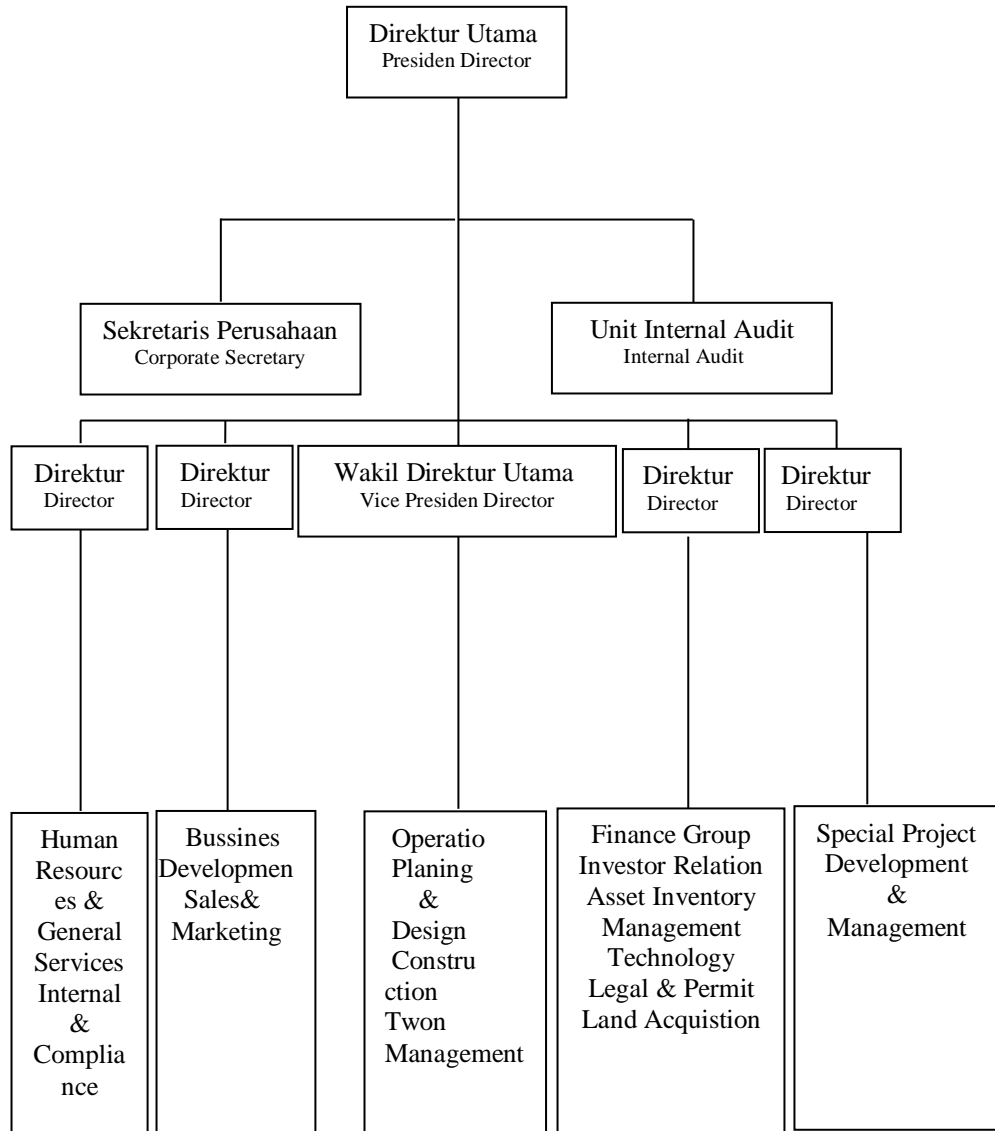 Direktur Utama
Presiden Director
Sekretaris Perusahaan
Corporate Secretary
Unit Internal Audit
Internal Audit
Direktur
Director
Direktur
Director
Wakil Direktur Utama
Vice Presiden Director
Direktur
Director
Direktur
Director
Human
Resourc
es &
General
Services
Internal
&
Complia
nce
Bussines
Developmen
Sales&
Marketing
Operatio
Planing
&
Design
Constru
ction
Twon
Management
Finance Group
Investor Relation
Asset Inventory
Management
Technology
Legal & Permit
Land Acquistion
Special Project
Development
&
Management